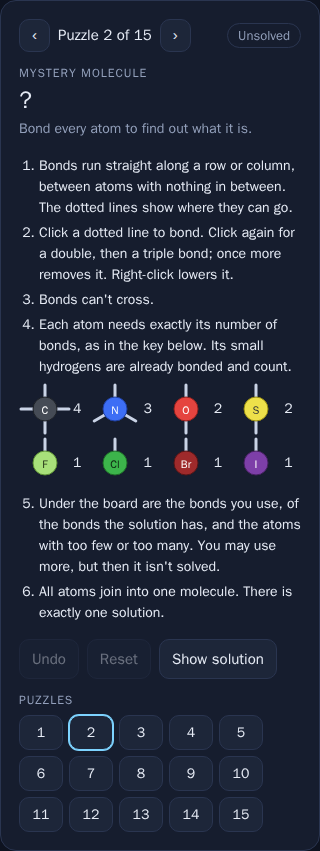 ‹ Puzzle 2 of 15 › Unsolved
MYSTERY MOLECULE
?
Bond every atom to find out what it is.
1. Bonds run straight along a row or column,
between atoms with nothing in between.
The dotted lines show where they can go.
2. Click a dotted line to bond. Click again for
a double, then a triple bond; once more
removes it. Right-click lowers it.
3. Bonds can't cross.
4. Each atom needs exactly its number of
bonds, as in the key below. Its small
hydrogens are already bonded and count.
C 4 N 3 O 2 S 2
F 1 Cl 1 Br 1 I 1
5. Under the board are the bonds you use, of
the bonds the solution has, and the atoms
with too few or too many. You may use
more, but then it isn't solved.
6. All atoms join into one molecule. There is
exactly one solution.
Undo Reset Show solution
PUZZLES
1 2 3 4 5
6 7 8 9 10
11 12 13 14 15